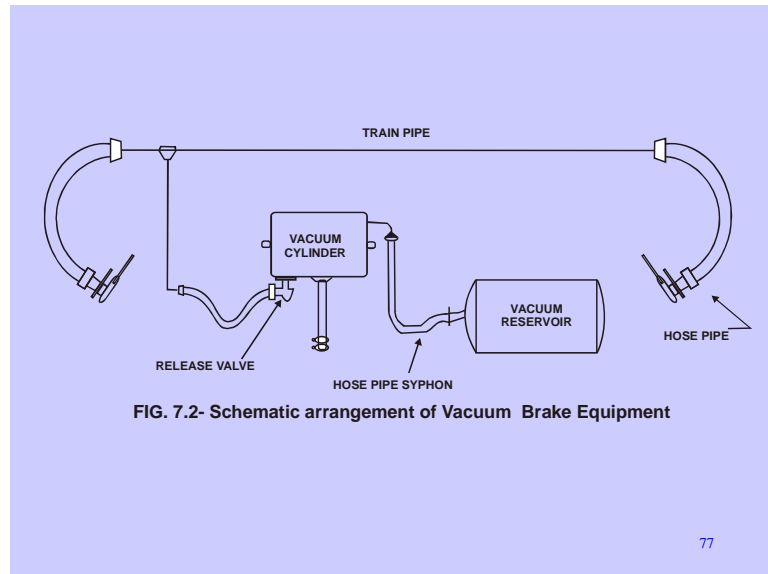 TRAIN PIPE
VACUUM
CYLINDER
VACUUM
RESERVOIR
HOSE PIPE
RELEASE VALVE
HOSE PIPE SYPHON
FIG. 7.2- Schematic arrangement of Vacuum Brake Equipment
77